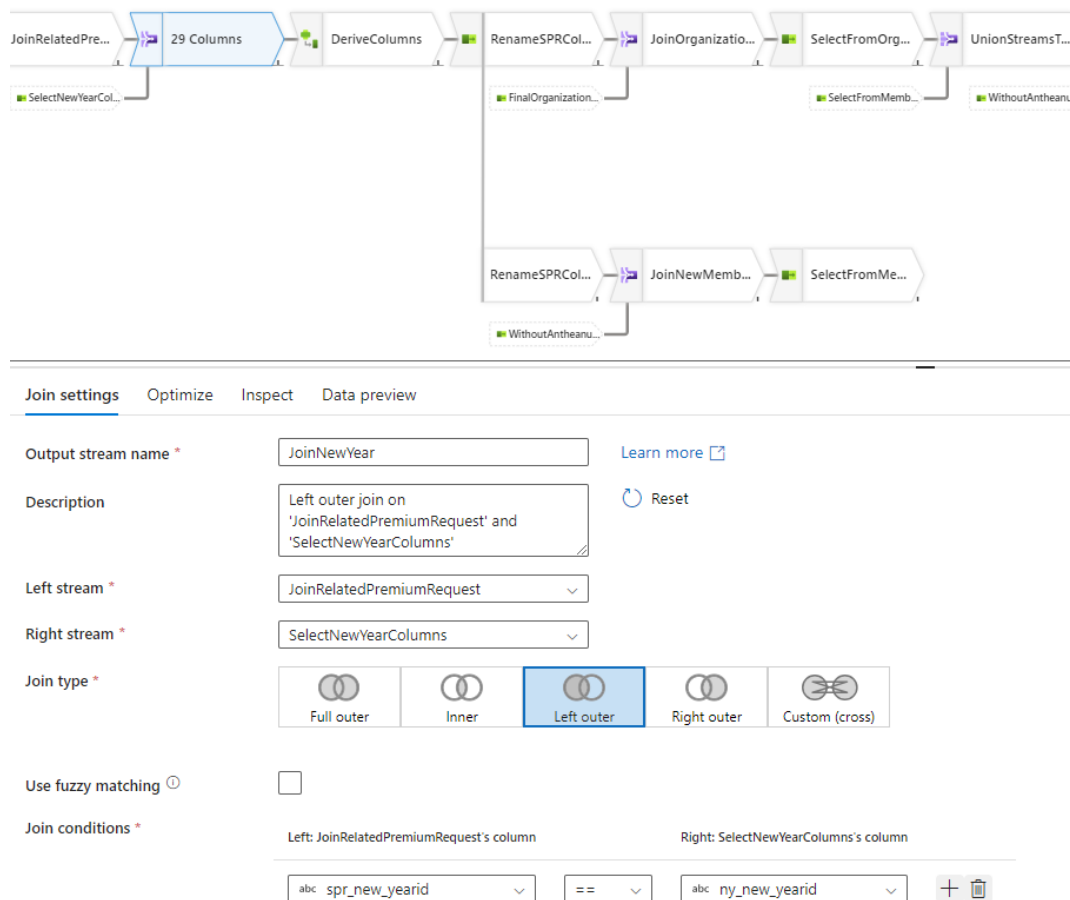 JoinRelatedPre...
29 Columns
DeriveColumns
RenameSPRCol...
JoinOrganizatio...
SelectFromOrg...
UnionStreamsT...
SelectNewYearCol...
FinalOrganization...
SelectFromMemb...
WithoutAntheanu
RenameSPRCol...
JoinNewMemb...
SelectFromMe...
WithoutAntheanu...
Join settings Optimize Inspect Data preview
Output stream name * JoinNewYear Learn more
Description Left outer join on Reset
'JoinRelatedPremiumRequest' and
'SelectNewYearColumns'
Left stream * JoinRelatedPremiumRequest
Right stream * SelectNewYearColumns
Join type *
Full outer Inner Left outer Right outer Custom (cross)
Use fuzzy matching
Join conditions * Left: JoinRelatedPremiumRequest's column Right: SelectNewYearColumns's column
abc spr_new_yearid == abc ny_new_yearid